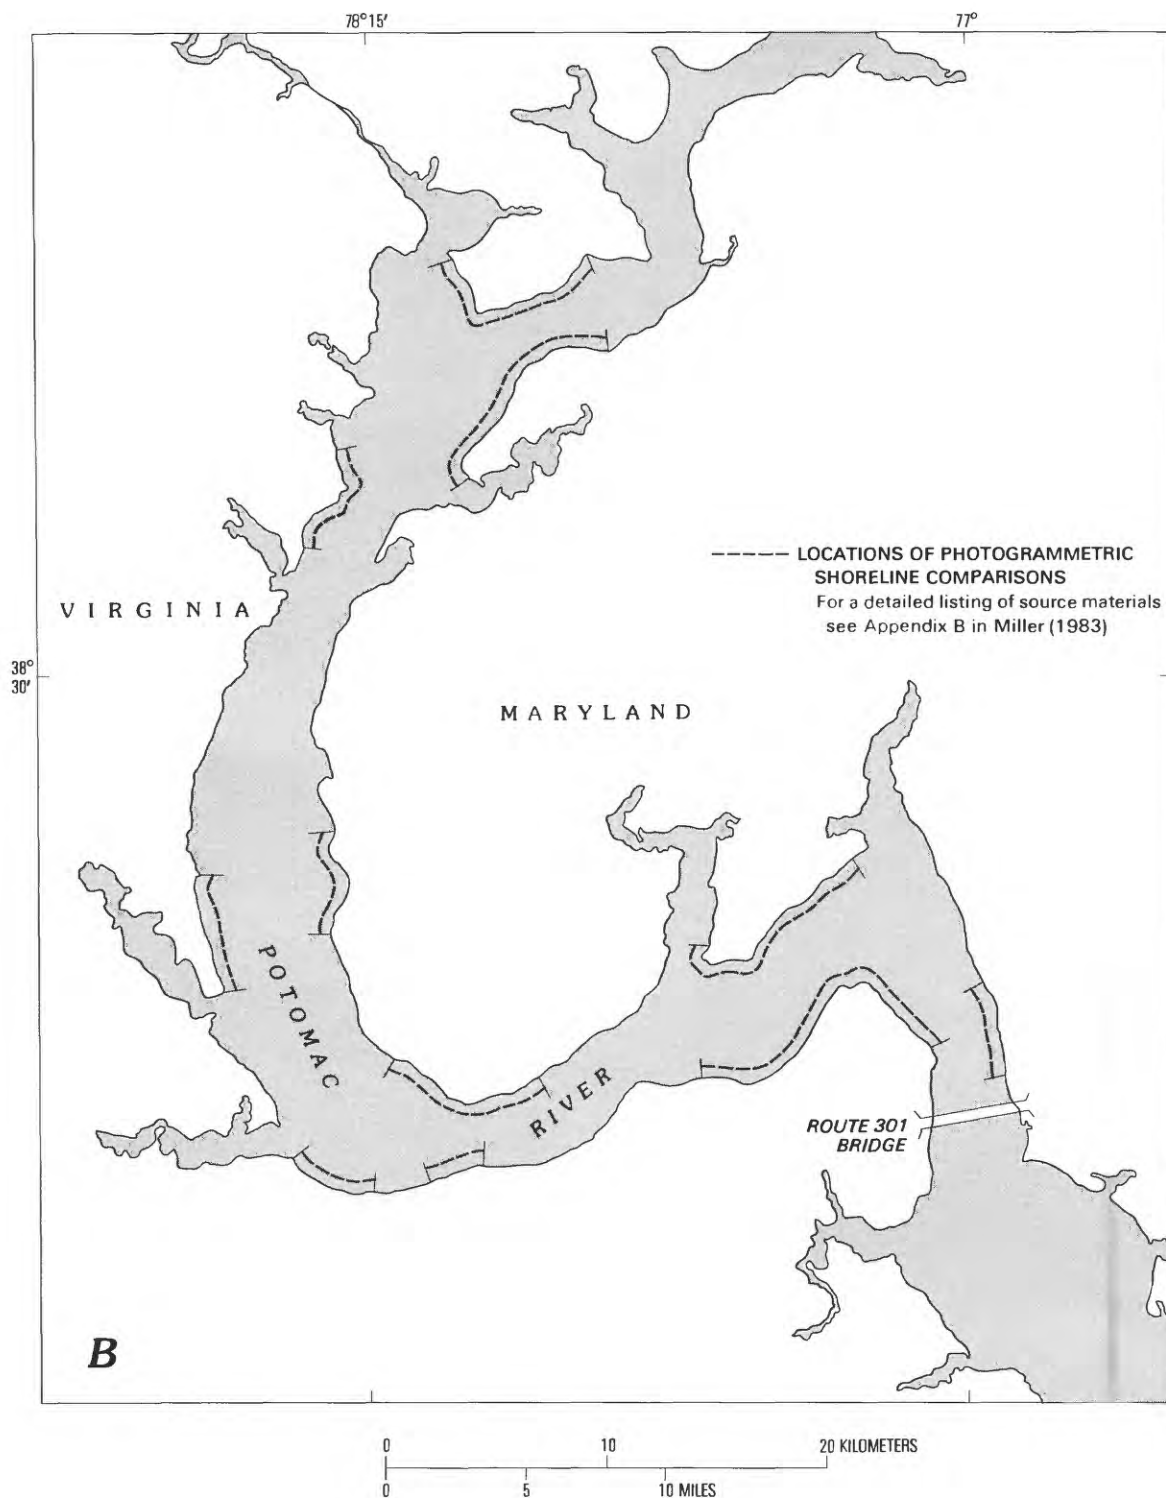 78°15′
77°
LOCATIONS OF PHOTOGRAMMETRIC
SHORELINE COMPARISONS
For a detailed listing of source materials
see Appendix B in Miller (1983)
VIRGINIA
38°
30′
MARYLAND
POTOMAC
RIVER
ROUTE 301
BRIDGE
B
0 10 20 KILOMETERS
0 5 10 MILES